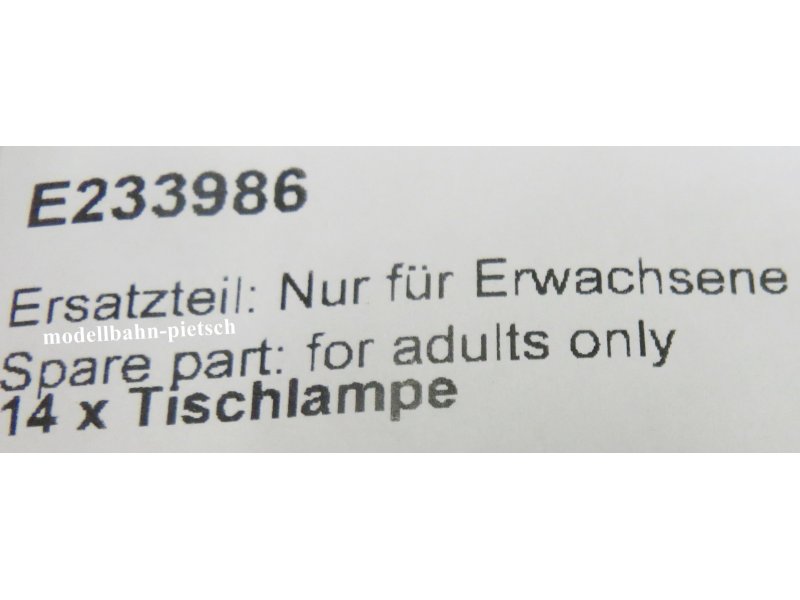 E233986
Ersatzteil: Nur für Erwachsene
modellbahn-pietsch
Spare part: for adults only
14 x Tischlampe